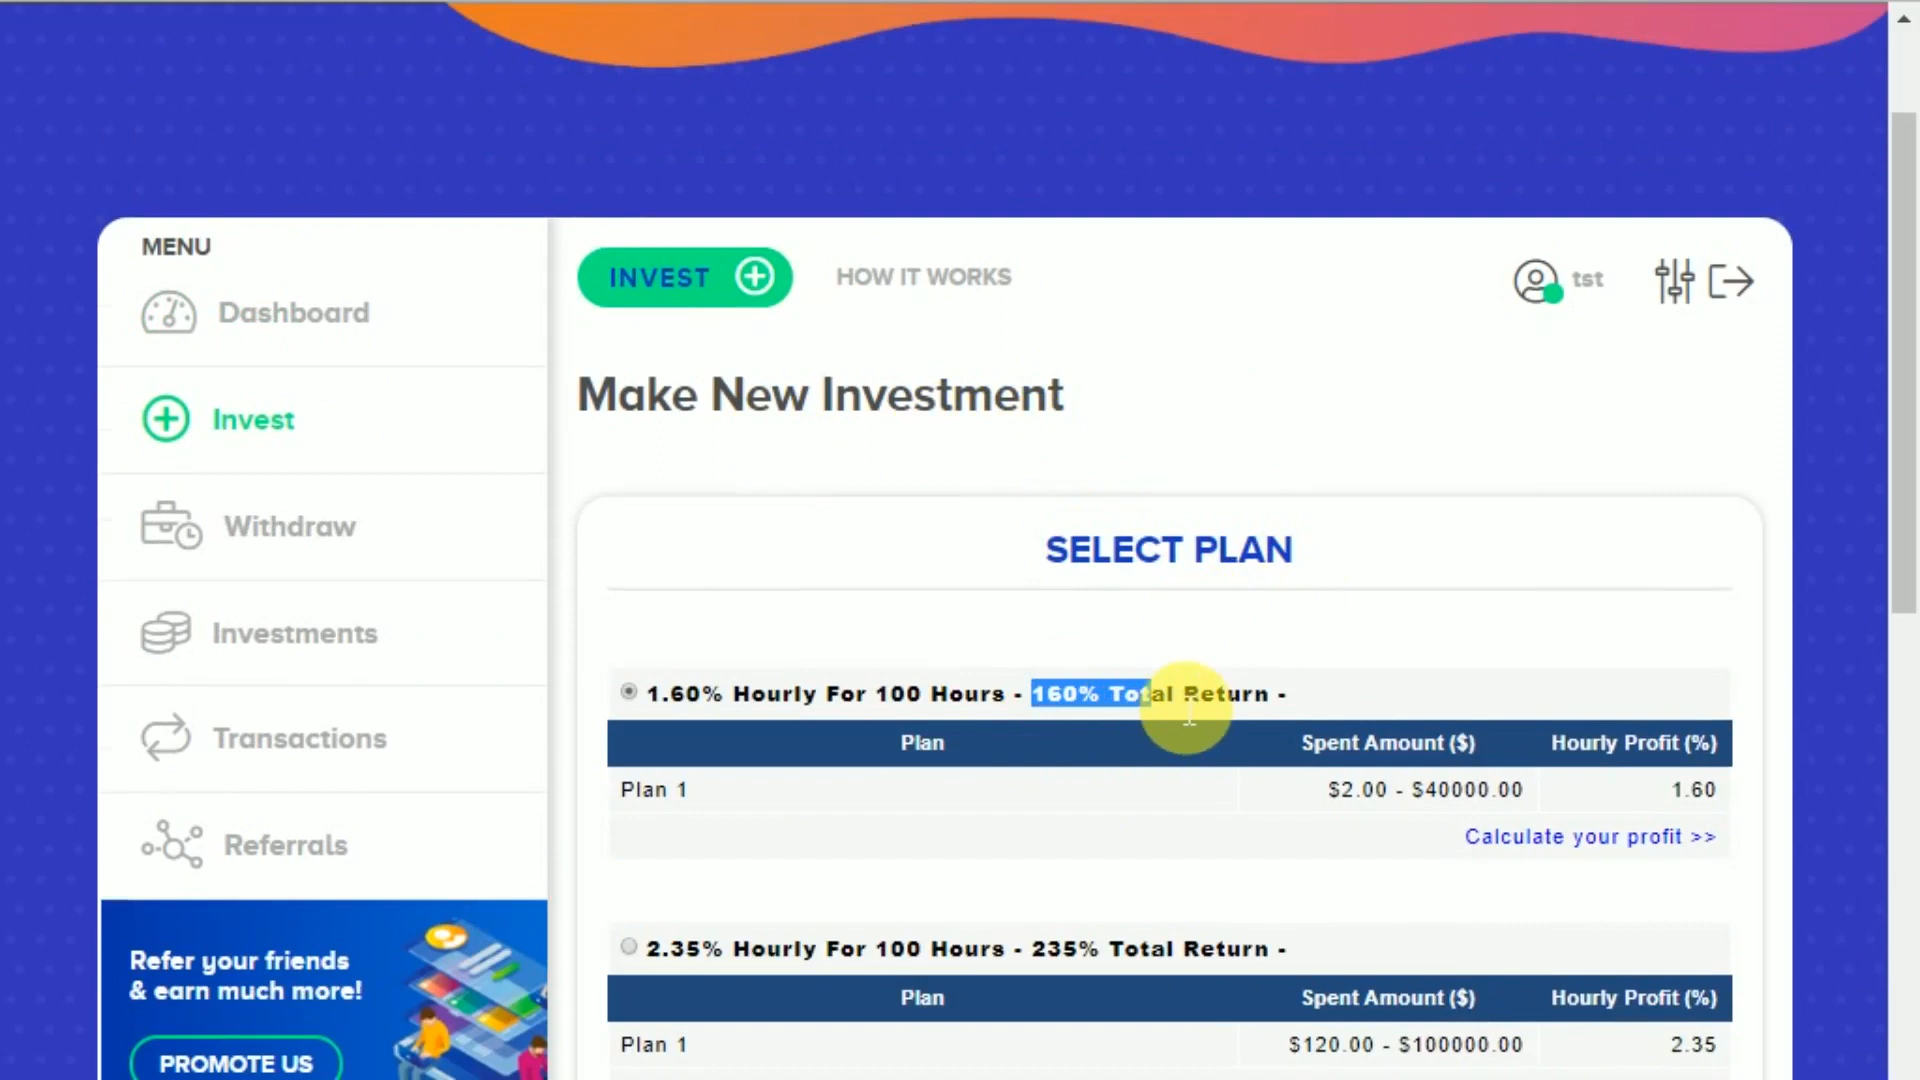 MENU
Dashboard
Invest
Withdraw
Investments
Transactions
Referrals
Refer your friends
& earn much more!
PROMOTE US
INVEST
HOW IT WORKS
tst
Make New Investment
SELECT PLAN
1.60% Hourly For 100 Hours - 160% Total Return -
Plan Spent Amount ($) Hourly Profit (%)
Plan 1 $2.00 - $40000.00 1.60
Calculate your profit >>
2.35% Hourly For 100 Hours - 235% Total Return -
Plan Spent Amount ($) Hourly Profit (%)
Plan 1 $120.00 - $100000.00 2.35